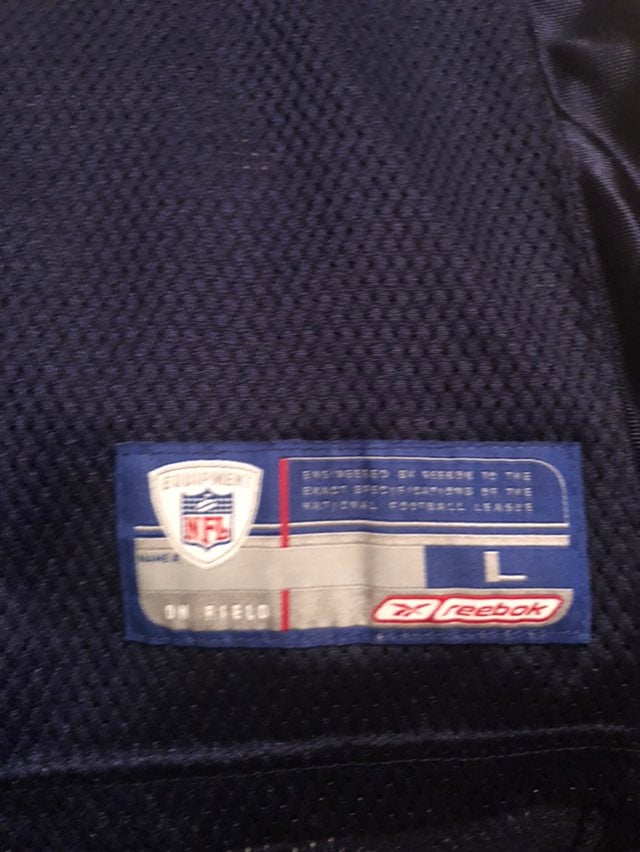 EQUIPMENT
NFL
ENGINEERED BY REEBOK TO THE
EXACT SPECIFICATIONS OF THE
NATIONAL FOOTBALL LEAGUE
L
ON FIELD
reebok